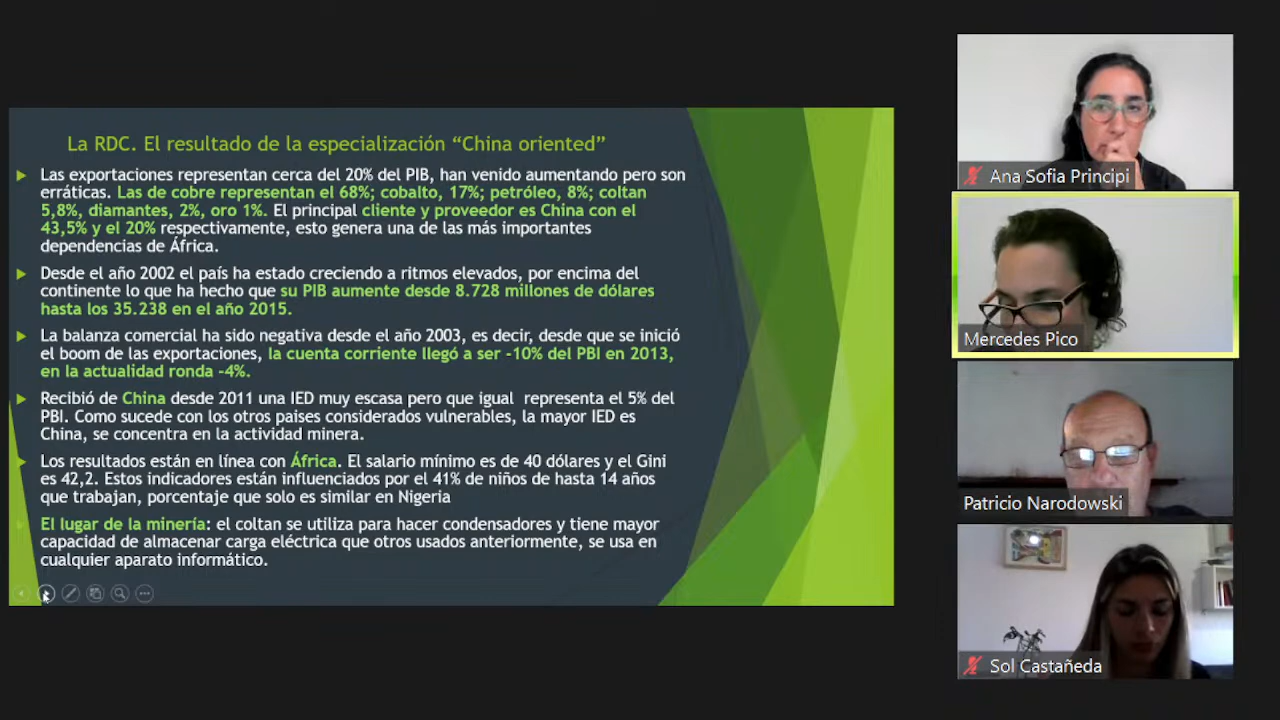 La RDC. El resultado de la especialización “China oriented”
Las exportaciones representan cerca del 20% del PIB, han venido aumentando pero son
erráticas. Las de cobre representan el 68%; cobalto, 17%; petróleo, 8%; coltan
5,8%, diamantes, 2%, oro 1%. El principal cliente y proveedor es China con el
43,5% y el 20% respectivamente, esto genera una de las más importantes
dependencias de África.
Desde el año 2002 el país ha estado creciendo a ritmos elevados, por encima del
continente lo que ha hecho que su PIB aumente desde 8.728 millones de dólares
hasta los 35.238 en el año 2015.
La balanza comercial ha sido negativa desde el año 2003, es decir, desde que se inició
el boom de las exportaciones, la cuenta corriente llegó a ser -10% del PBI en 2013,
en la actualidad ronda -4%.
Recibió de China desde 2011 una IED muy escasa pero que igual representa el 5% del
PBI. Como sucede con los otros paises considerados vulnerables, la mayor IED es
China, se concentra en la actividad minera.
Los resultados están en línea con África. El salario mínimo es de 40 dólares y el Gini
es 42,2. Estos indicadores están influenciados por el 41% de niños de hasta 14 años
que trabajan, porcentaje que solo es similar en Nigeria
El lugar de la minería: el coltan se utiliza para hacer condensadores y tiene mayor
capacidad de almacenar carga eléctrica que otros usados anteriormente, se usa en
cualquier aparato informático.
Ana Sofia Principi
Mercedes Pico
Patricio Narodowski
Sol Castañeda